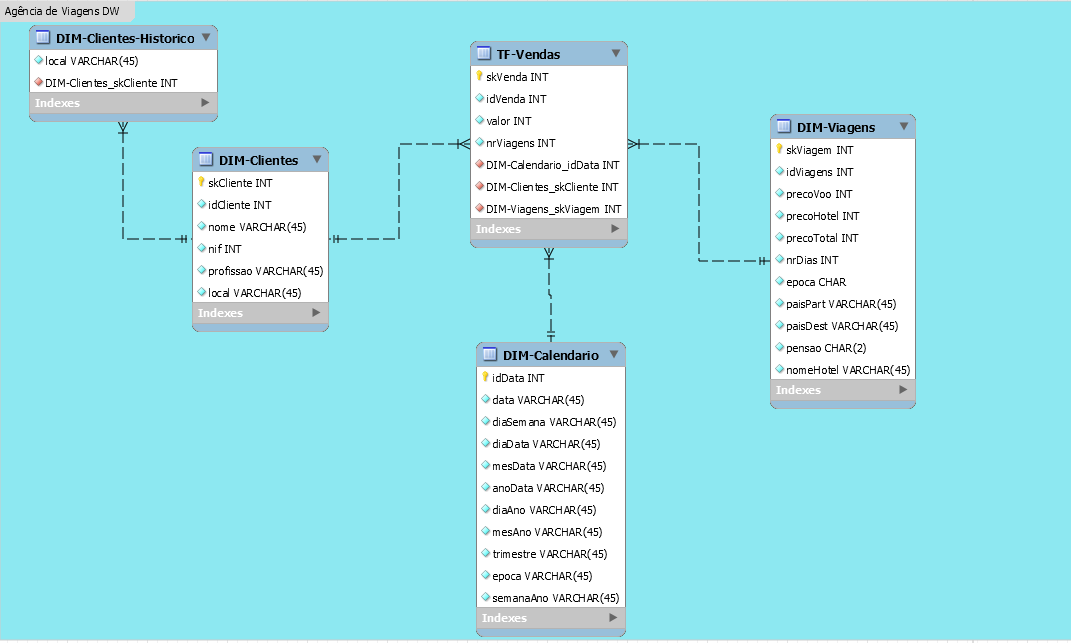 Agência de Viagens DW
DIM-Clientes-Historico
local VARCHAR(45)
DIM-Clientes_skCliente INT
Indexes
DIM-Clientes
skCliente INT
idCliente INT
nome VARCHAR(45)
nif INT
profissao VARCHAR(45)
local VARCHAR(45)
Indexes
TF-Vendas
skVenda INT
idVenda INT
valor INT
nrViagens INT
DIM-Calendario_idData INT
DIM-Clientes_skCliente INT
DIM-Viagens_skViagem INT
Indexes
DIM-Viagens
skViagem INT
idViagens INT
precoVoo INT
precoHotel INT
precoTotal INT
nrDias INT
epoca CHAR
paisPart VARCHAR(45)
paisDest VARCHAR(45)
pensao CHAR(2)
nomeHotel VARCHAR(45)
Indexes
DIM-Calendario
idData INT
data VARCHAR(45)
diaSemana VARCHAR(45)
diaData VARCHAR(45)
mesData VARCHAR(45)
anoData VARCHAR(45)
diaAno VARCHAR(45)
mesAno VARCHAR(45)
trimestre VARCHAR(45)
epoca VARCHAR(45)
semanaAno VARCHAR(45)
Indexes